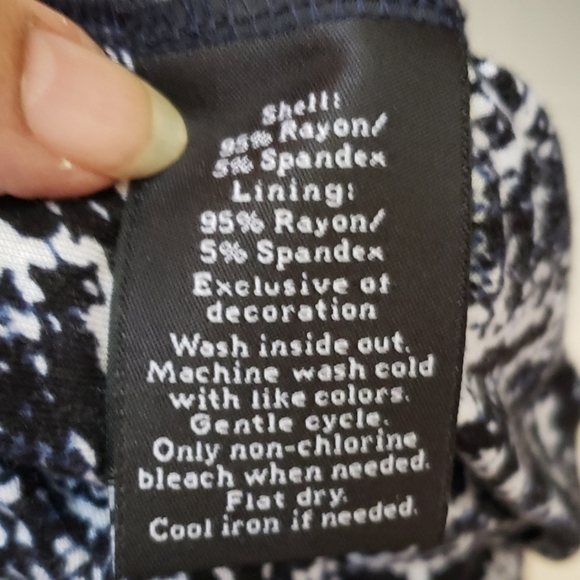 Shell:
95% Rayon/
5% Spandex
Lining:
95% Rayon/
5% Spandex
Exclusive of
decoration
Wash inside out.
Machine wash cold
with like colors.
Gentle cycle.
Only non-chlorine
bleach when needed.
Flat dry.
Cool iron if needed.